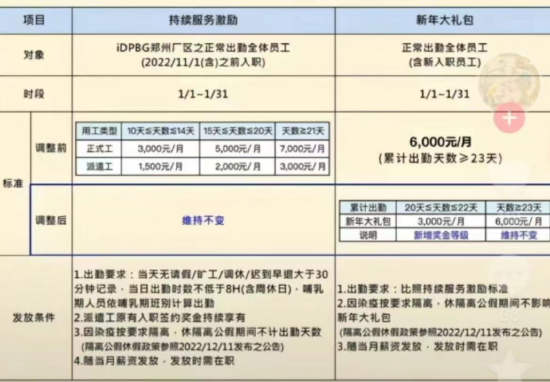 项目 持续服务激励 新年大礼包
对象 iDPBG郑州厂区之正常出勤全体员工 正常出勤全体员工
(2022/11/1(含)之前入职) (含新入职员工)
时段 1/1~1/31 1/1~1/31
标准
调整前
用工类型 10天≤天数≤14天 15天≤天数≤20天 天数≥21天
正式工 3,000元/月 5,000元/月 7,000元/月
派遣工 1,500元/月 2,000元/月 3,000元/月
6,000元/月
(累计出勤天数≥23天)
调整后
维持不变
累计出勤 20天≤天数≤22天 天数≥23天
新年大礼包 3,000元/月 6,000元/月
说明 新增奖金等级 维持不变
发放条件
1.出勤要求：当天无请假/旷工/调休/迟到早退大于30
分钟记录，当日出勤时数不低于8H(含周休日)，哺乳
期人员依哺乳期班别计算出勤
2.派遣工原有入职签约奖金持续享有
3.因染疫按要求隔离，休隔离公假期间不计出勤天数
(隔离公假休假政策参照2022/12/11发布之公告)
4.随当月薪资发放，发放时需在职
1.出勤要求：比照持续服务激励标准
2.因染疫按要求隔离，休隔离公假期间不影响
新年大礼包
(隔离公假休假政策参照2022/12/11发布之公告)
3.随当月薪资发放，发放时需在职